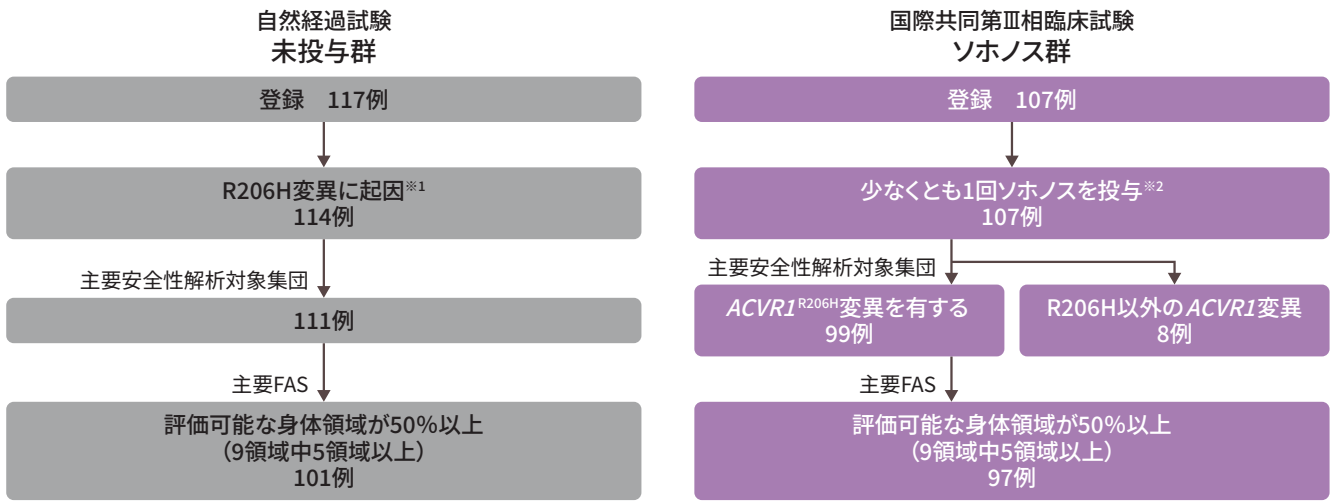 自然経過試験
未投与群
登録　117例
R206H変異に起因※1
114例
主要安全性解析対象集団
111例
主要FAS
評価可能な身体領域が50%以上
（9領域中5領域以上）
101例
国際共同第Ⅲ相臨床試験
ソホノス群
登録　107例
少なくとも1回ソホノスを投与※2
107例
主要安全性解析対象集団
ACVR1R206H変異を有する
99例
R206H以外のACVR1変異
8例
主要FAS
評価可能な身体領域が50%以上
（9領域中5領域以上）
97例